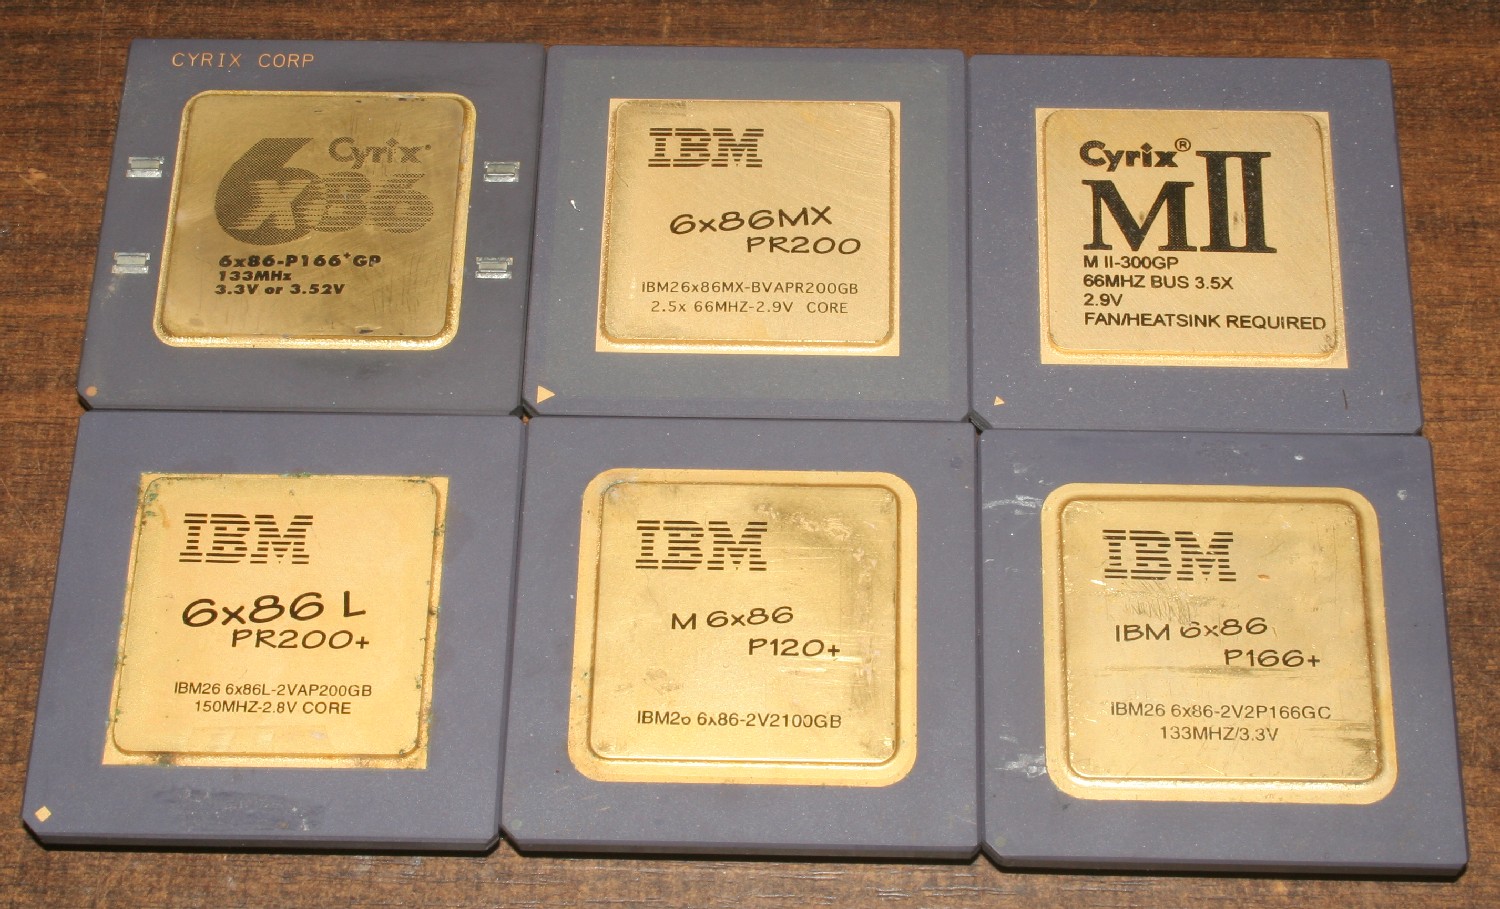 CYRIX CORP
Cyrix
6x86
6x86-P166+GP
133MHz
3.3V or 3.52V
IBM
6x86MX
PR200
IBM26x86MX-BVAPR200GB
2.5x 66MHZ-2.9V CORE
Cyrix®
MII
M II-300GP
66MHZ BUS 3.5X
2.9V
FAN/HEATSINK REQUIRED
IBM
6x86 L
PR200+
IBM26 6x86L-2VAP200GB
150MHZ-2.8V CORE
IBM
M 6x86
P120+
IBM26 6x86-2V2100GB
IBM
IBM 6x86
P166+
IBM26 6x86-2V2P166GC
133MHZ/3.3V